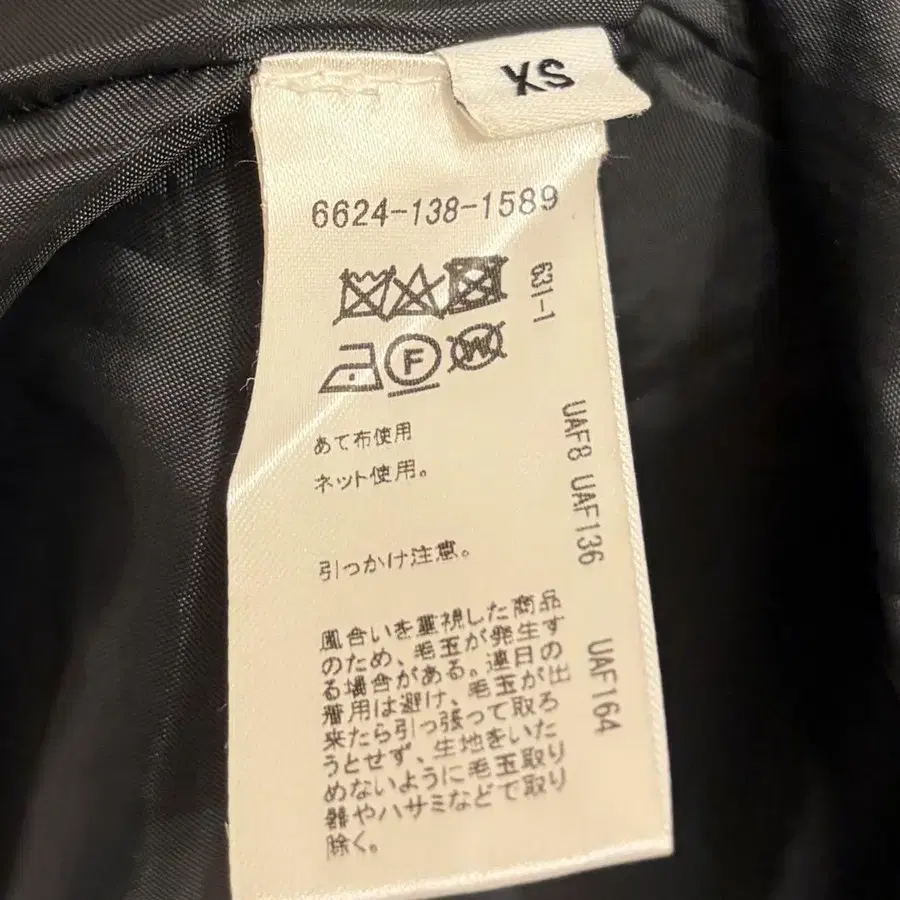 XS
6624-138-1589
631-1
F
W
あて布使用
ネット使用。
引っかけ注意。
UAF8 UAF136
UAF164
風合いを重視した商品
のため、毛玉が発生す
る場合がある。連日の
着用は避け、毛玉が出
来たら引っ張って取ろ
うとせず、生地をいた
めないように毛玉取り
器やハサミなどで取り
除く。